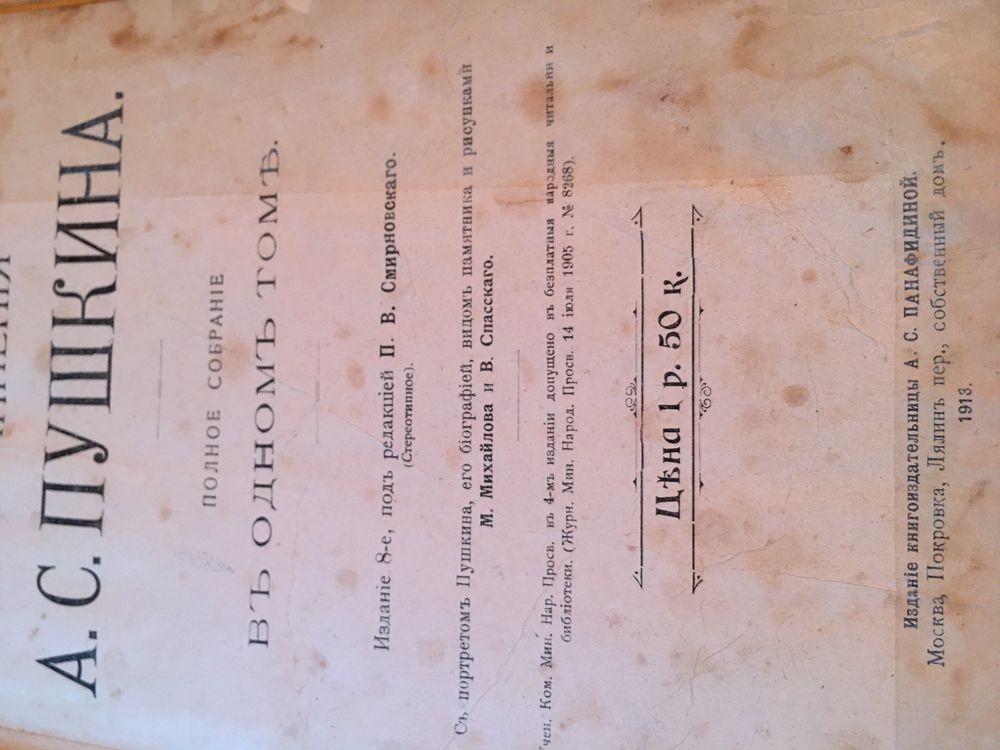 А. С. ПУШКИНА.
ПОЛНОЕ СОБРАНІЕ
ВЪ ОДНОМЪ ТОМѢ.
Изданіе 8-е, подъ редакціей П. В. Смирновскаго.
(Стереотипное).
Съ портретомъ Пушкина, его біографіей, видомъ памятника и рисунками
М. Михайлова и В. Спасскаго.
чен. Ком. Мин. Нар. Просв. въ 4-мъ изданіи допущено въ безплатныя народныя читальни и
библіотеки. (Журн. Мин. Народ. Просв. 14 іюля 1905 г. № 8268).
Цѣна 1 р. 50 к.
Изданіе книгоиздательницы А. С. ПАНАФИДИНОЙ.
Москва, Покровка, Лялинъ пер., собственный домъ.
1913.